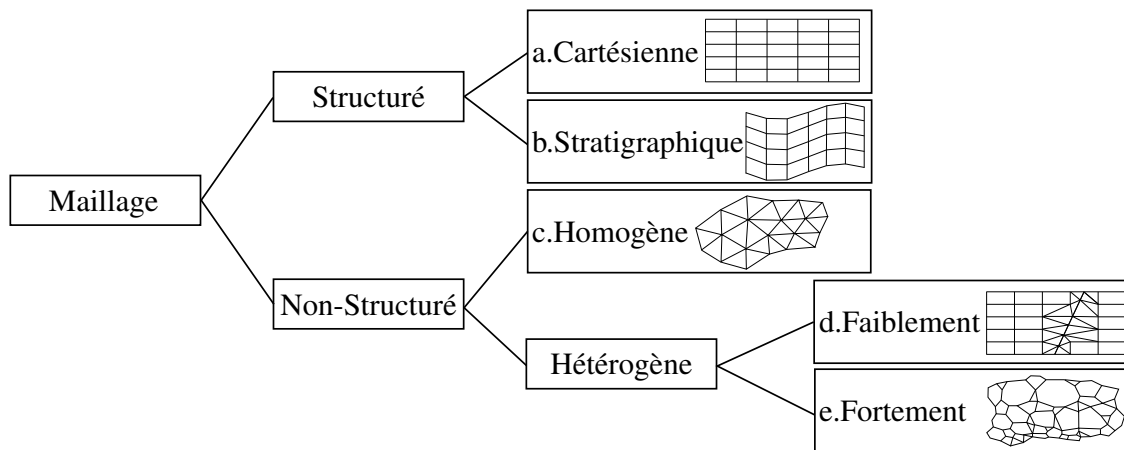 a.Cartésienne
Structuré
b.Stratigraphique
Maillage
c.Homogène
Non-Structuré
d.Faiblement
Hétérogène
e.Fortement